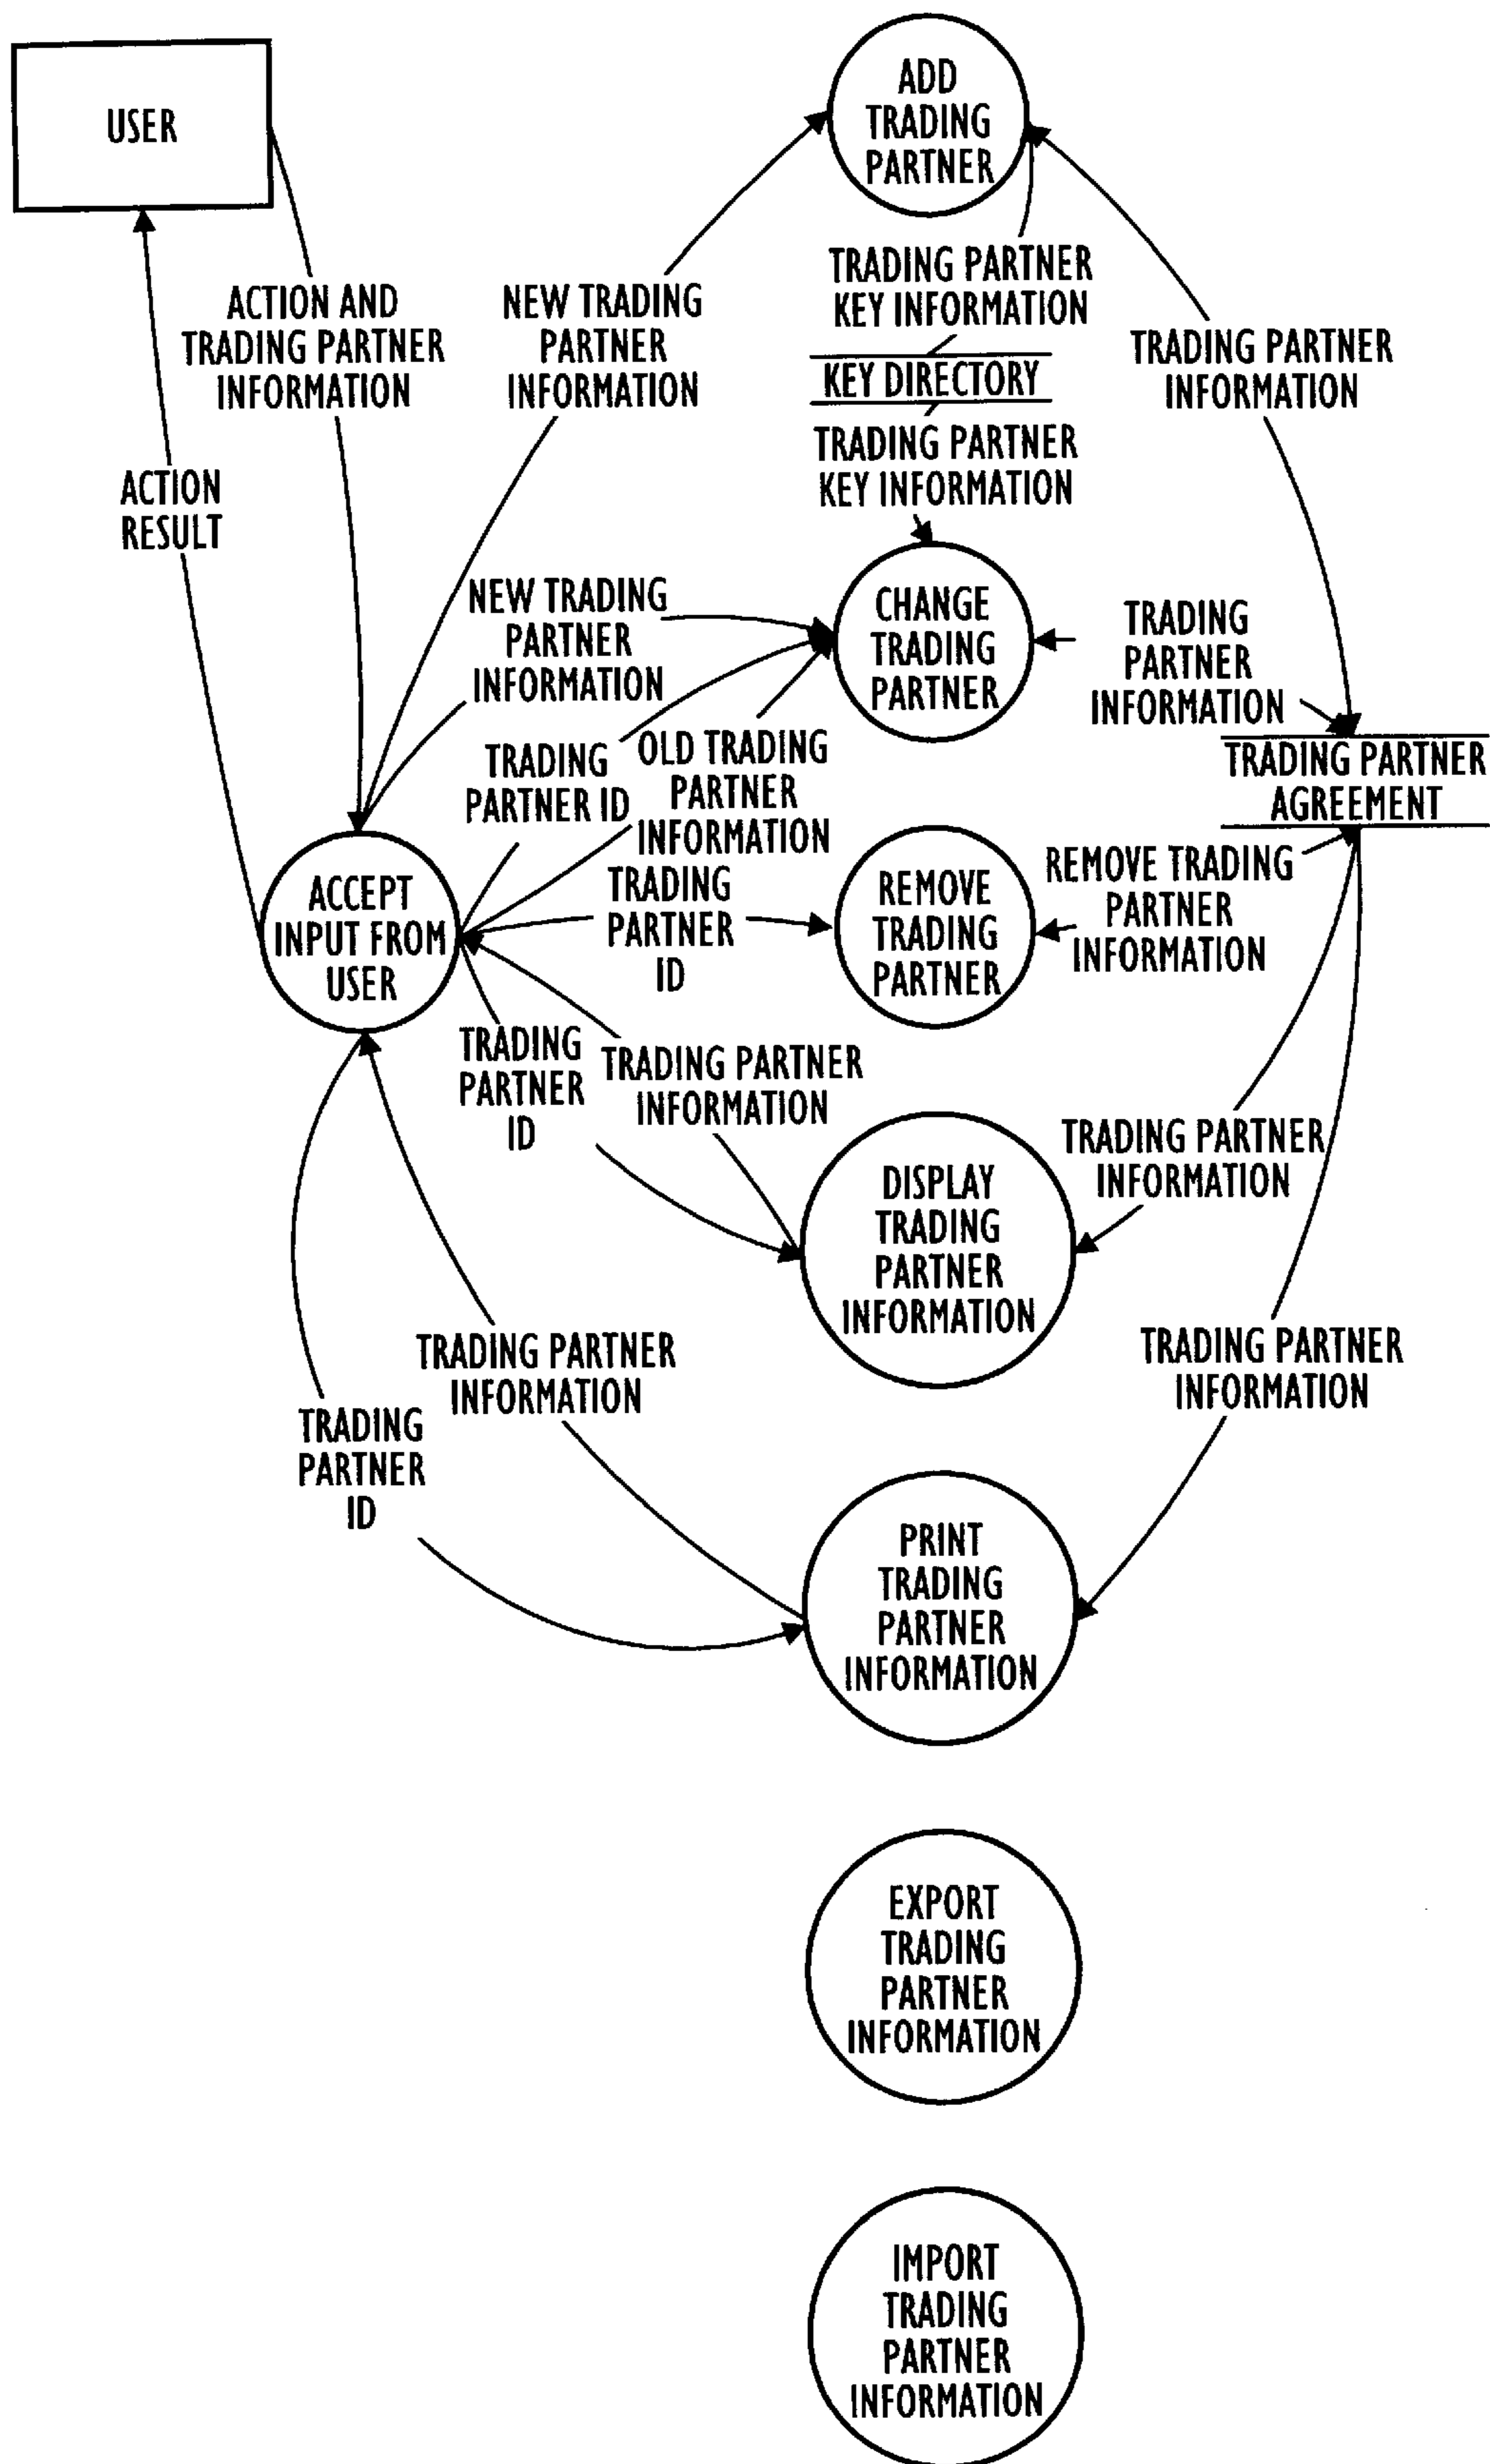 USER
ADD
TRADING
PARTNER
ACTION AND
TRADING PARTNER
INFORMATION
NEW TRADING
PARTNER
INFORMATION
TRADING PARTNER
KEY INFORMATION
KEY DIRECTORY
TRADING PARTNER
KEY INFORMATION
TRADING PARTNER
INFORMATION
ACTION
RESULT
NEW TRADING
PARTNER
INFORMATION
CHANGE
TRADING
PARTNER
TRADING
PARTNER
INFORMATION
TRADING
PARTNER ID
OLD TRADING
PARTNER
INFORMATION
TRADING PARTNER
AGREEMENT
ACCEPT
INPUT FROM
USER
TRADING
PARTNER
ID
REMOVE
TRADING
PARTNER
REMOVE TRADING
PARTNER
INFORMATION
TRADING
PARTNER
ID
TRADING PARTNER
INFORMATION
DISPLAY
TRADING
PARTNER
INFORMATION
TRADING PARTNER
INFORMATION
TRADING PARTNER
INFORMATION
TRADING PARTNER
INFORMATION
TRADING
PARTNER
ID
PRINT
TRADING
PARTNER
INFORMATION
EXPORT
TRADING
PARTNER
INFORMATION
IMPORT
TRADING
PARTNER
INFORMATION